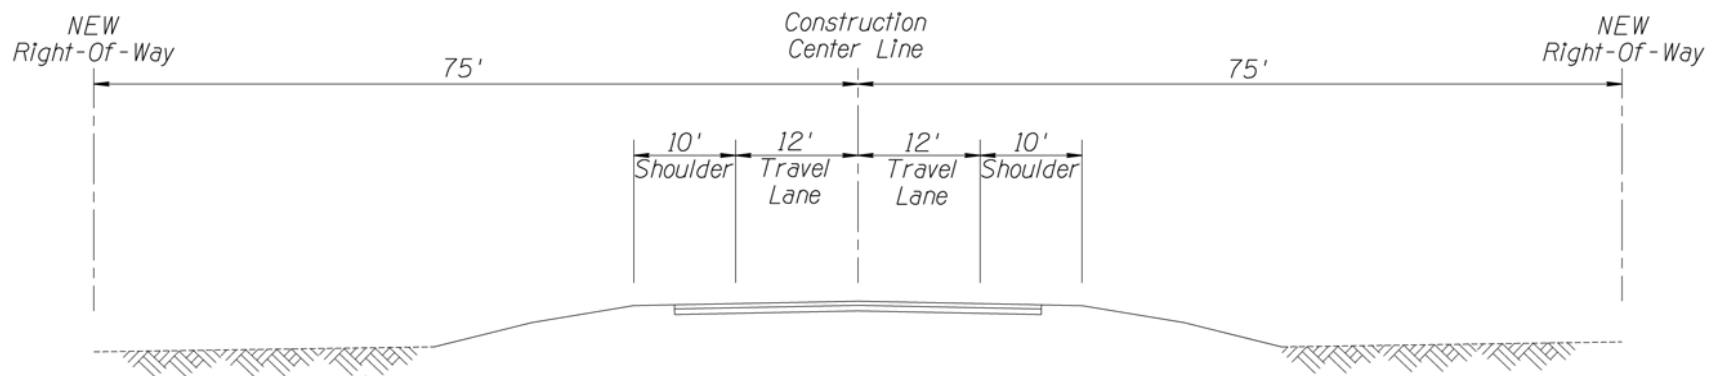 NEW
Right-Of-Way
Construction
Center Line
NEW
Right-Of-Way
75'
75'
10'
12'
12'
10'
Shoulder
Travel
Lane
Travel
Lane
Shoulder